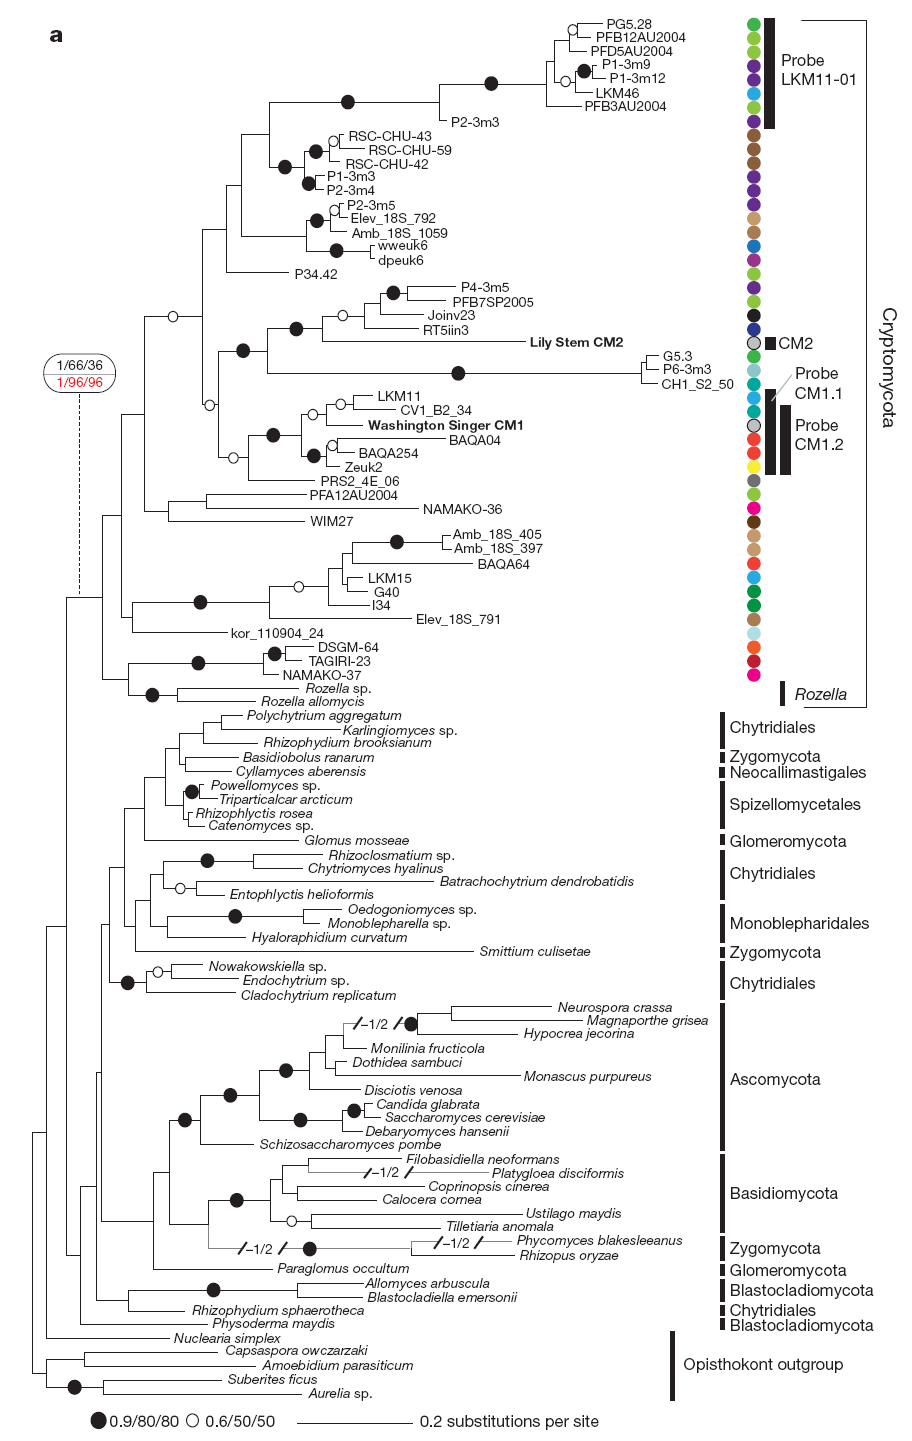 a
PG5.28
PFB12AU2004
PFD5AU2004
P1-3m9
P1-3m12
LKM46
PFB3AU2004
P2-3m3
Probe
LKM11-01
RSC-CHU-43
RSC-CHU-59
RSC-CHU-42
P1-3m3
P2-3m4
P2-3m5
Elev_18S_792
Amb_18S_1059
wweuk6
dpeuk6
P34.42
P4-3m5
PFB7SP2005
Joinv23
RT5iin3
Lily Stem CM2
CM2
G5.3
P6-3m3
CH1_S2_50
Probe
CM1.1
1/66/36
1/96/96
LKM11
CV1_B2_34
Washington Singer CM1
Probe
CM1.2
BAQA04
BAQA254
Zeuk2
PRS2_4E_06
PFA12AU2004
NAMAKO-36
WIM27
Amb_18S_405
Amb_18S_397
BAQA64
LKM15
G40
I34
Elev_18S_791
kor_110904_24
DSGM-64
TAGIRI-23
NAMAKO-37
Rozella sp.
Rozella allomycis
Rozella
Cryptomycota
Polychytrium aggregatum
Karlingiomyces sp.
Rhizophydium brooksianum
Chytridiales
Basidiobolus ranarum
Zygomycota
Cyllamyces aberensis
Neocallimastigales
Powellomyces sp.
Triparticalcar arcticum
Rhizophlyctis rosea
Catenomyces sp.
Spizellomycetales
Glomus mosseae
Glomeromycota
Rhizoclosmatium sp.
Chytriomyces hyalinus
Batrachochytrium dendrobatidis
Entophlyctis helioformis
Chytridiales
Oedogoniomyces sp.
Monoblepharella sp.
Hyaloraphidium curvatum
Monoblepharidales
Smittium culisetae
Zygomycota
Nowakowskiella sp.
Endochytrium sp.
Cladochytrium replicatum
Chytridiales
Neurospora crassa
Magnaporthe grisea
Hypocrea jecorina
–1/2
Monilinia fructicola
Dothidea sambuci
Monascus purpureus
Disciotis venosa
Candida glabrata
Saccharomyces cerevisiae
Debaryomyces hansenii
Schizosaccharomyces pombe
Ascomycota
Filobasidiella neoformans
–1/2
Platygloea disciformis
Coprinopsis cinerea
Calocera cornea
Ustilago maydis
Tilletiaria anomala
Basidiomycota
–1/2
–1/2
Phycomyces blakesleeanus
Rhizopus oryzae
Zygomycota
Paraglomus occultum
Glomeromycota
Allomyces arbuscula
Blastocladiella emersonii
Blastocladiomycota
Rhizophydium sphaerotheca
Chytridiales
Physoderma maydis
Blastocladiomycota
Nuclearia simplex
Capsaspora owczarzaki
Amoebidium parasiticum
Suberites ficus
Aurelia sp.
Opisthokont outgroup
0.9/80/80
0.6/50/50
0.2 substitutions per site